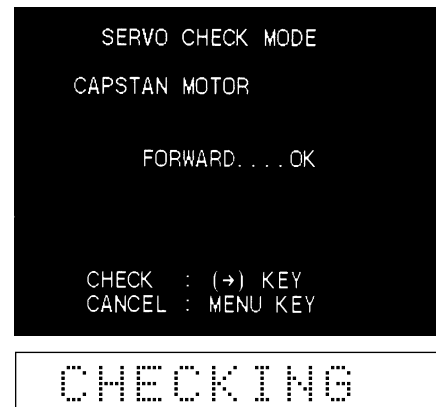 SERVO CHECK MODE
CAPSTAN MOTOR
FORWARD....OK
CHECK : (→) KEY
CANCEL : MENU KEY
CHECKING